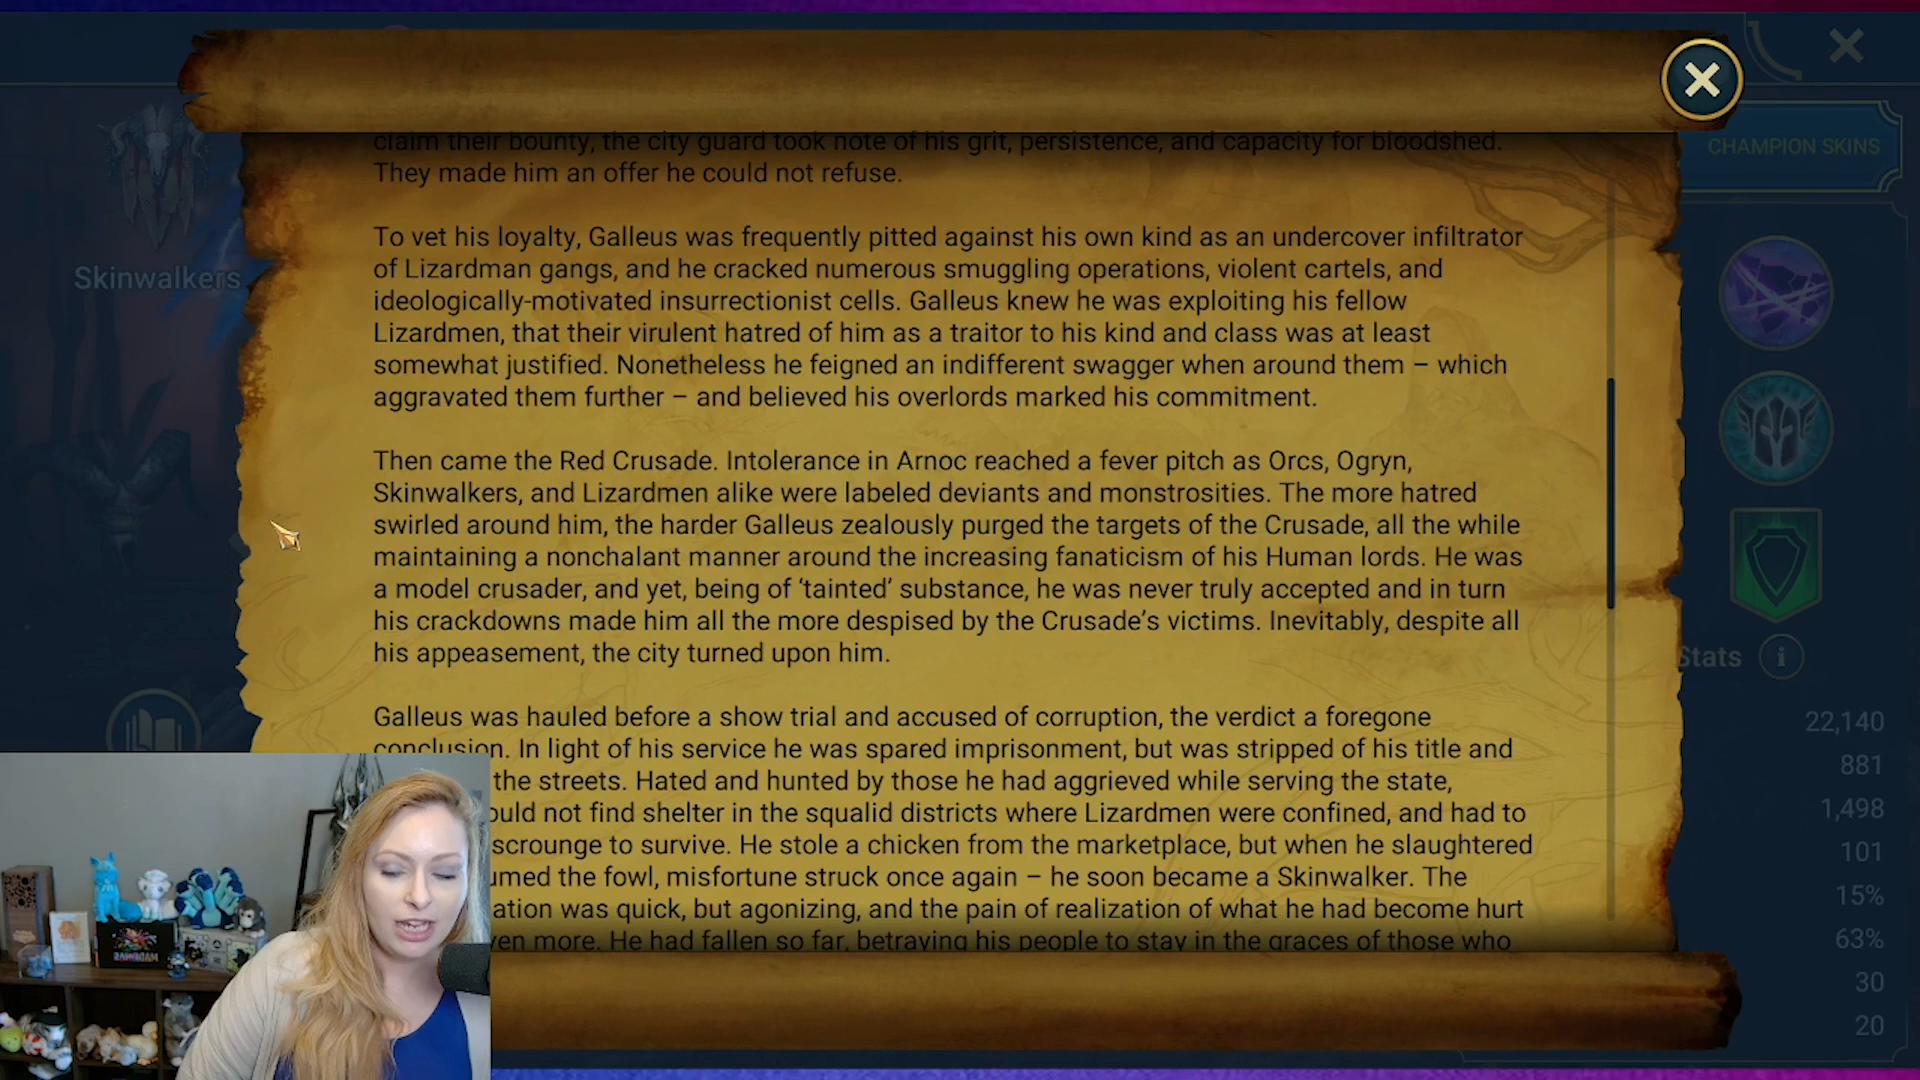 CHAMPION SKINS
Skinwalkers
claim their bounty, the city guard took note of his grit, persistence, and capacity for bloodshed.
They made him an offer he could not refuse.
To vet his loyalty, Galleus was frequently pitted against his own kind as an undercover infiltrator
of Lizardman gangs, and he cracked numerous smuggling operations, violent cartels, and
ideologically-motivated insurrectionist cells. Galleus knew he was exploiting his fellow
Lizardmen, that their virulent hatred of him as a traitor to his kind and class was at least
somewhat justified. Nonetheless he feigned an indifferent swagger when around them – which
aggravated them further – and believed his overlords marked his commitment.
Then came the Red Crusade. Intolerance in Arnoc reached a fever pitch as Orcs, Ogryn,
Skinwalkers, and Lizardmen alike were labeled deviants and monstrosities. The more hatred
swirled around him, the harder Galleus zealously purged the targets of the Crusade, all the while
maintaining a nonchalant manner around the increasing fanaticism of his Human lords. He was
a model crusader, and yet, being of ‘tainted’ substance, he was never truly accepted and in turn
his crackdowns made him all the more despised by the Crusade’s victims. Inevitably, despite all
his appeasement, the city turned upon him.
Galleus was hauled before a show trial and accused of corruption, the verdict a foregone
conclusion. In light of his service he was spared imprisonment, but was stripped of his title and
the streets. Hated and hunted by those he had aggrieved while serving the state,
ould not find shelter in the squalid districts where Lizardmen were confined, and had to
scrounge to survive. He stole a chicken from the marketplace, but when he slaughtered
umed the fowl, misfortune struck once again – he soon became a Skinwalker. The
ation was quick, but agonizing, and the pain of realization of what he had become hurt
ven more. He had fallen so far, betraying his people to stay in the graces of those who
Stats
22,140
881
1,498
101
15%
63%
30
20